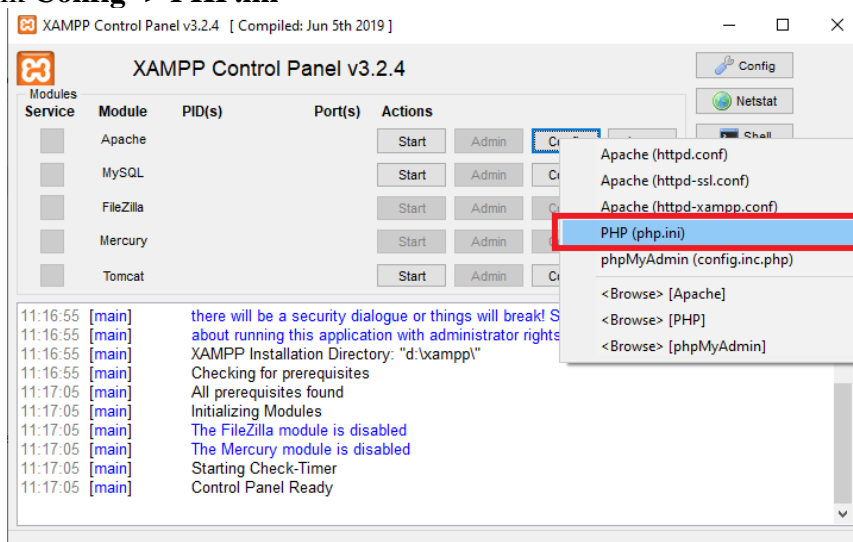 Config -> PHP.ini
XAMPP Control Panel v3.2.4 [ Compiled: Jun 5th 2019 ]
XAMPP Control Panel v3.2.4
Config
Netstat
Shell
Modules
Service Module PID(s) Port(s) Actions
Apache Start Admin
MySQL Start Admin
FileZilla Start Admin
Mercury Start Admin
Tomcat Start Admin
Apache (httpd.conf)
Apache (httpd-ssl.conf)
Apache (httpd-xampp.conf)
PHP (php.ini)
phpMyAdmin (config.inc.php)
<Browse> [Apache]
<Browse> [PHP]
<Browse> [phpMyAdmin]
11:16:55 [main] there will be a security dialogue or things will break! S
11:16:55 [main] about running this application with administrator rights
11:16:55 [main] XAMPP Installation Directory: "d:\xampp\"
11:16:55 [main] Checking for prerequisites
11:17:05 [main] All prerequisites found
11:17:05 [main] Initializing Modules
11:17:05 [main] The FileZilla module is disabled
11:17:05 [main] The Mercury module is disabled
11:17:05 [main] Starting Check-Timer
11:17:05 [main] Control Panel Ready